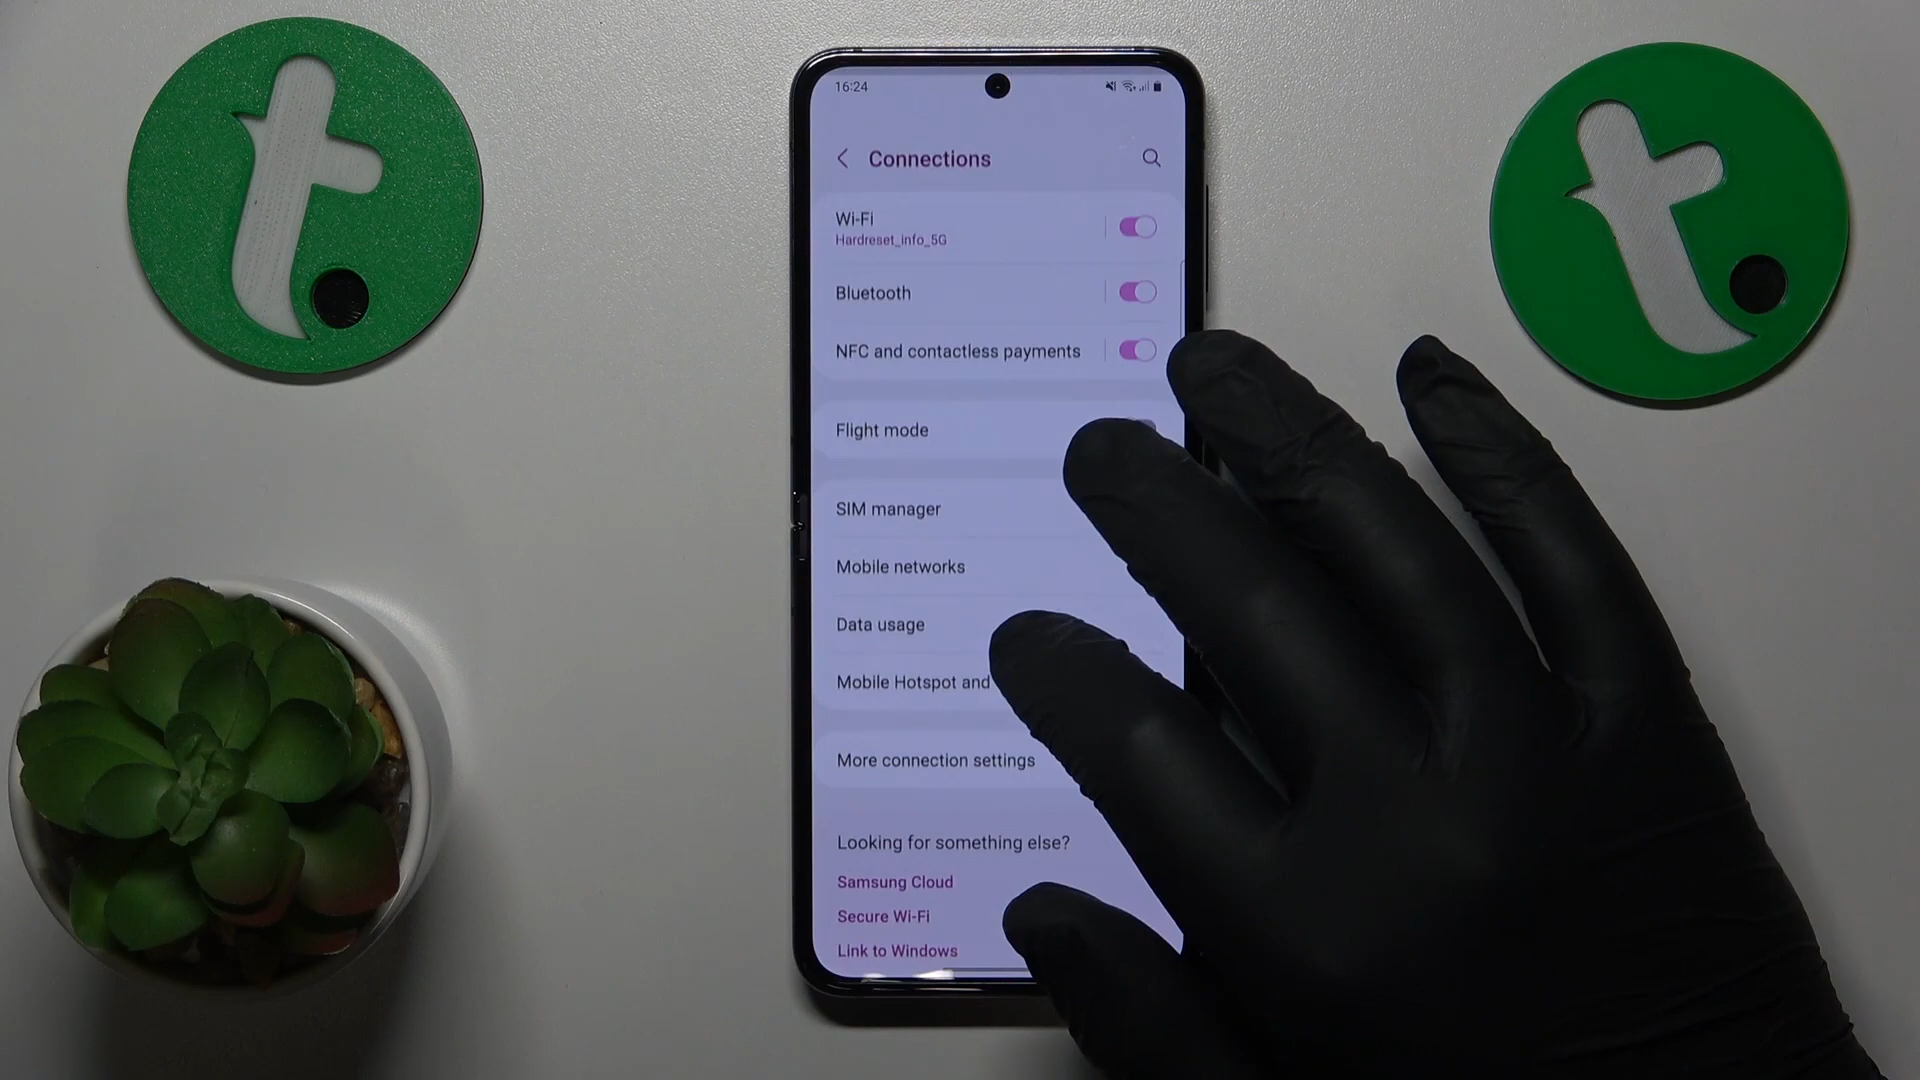 16:24
Connections
Wi-Fi
Hardreset_info_5G
Bluetooth
NFC and contactless payments
Flight mode
SIM manager
Mobile networks
Data usage
Mobile Hotspot and
More connection settings
Looking for something else?
Samsung Cloud
Secure Wi-Fi
Link to Windows